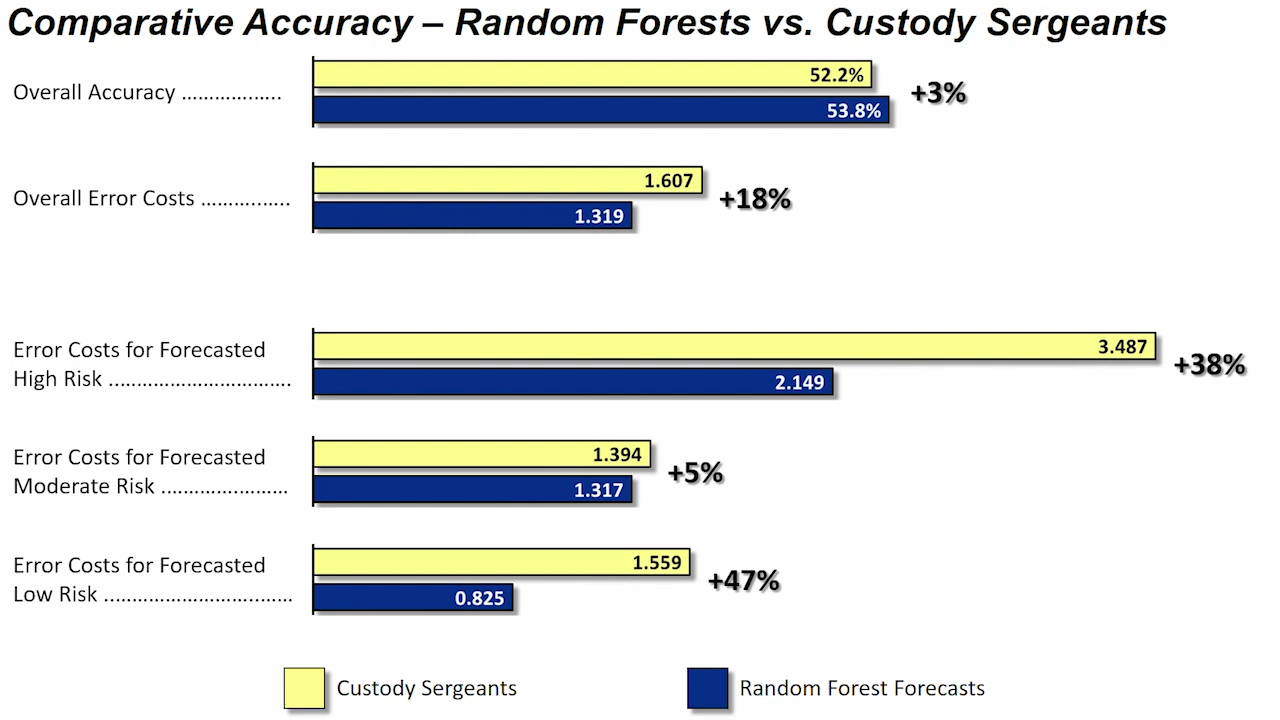 Comparative Accuracy – Random Forests vs. Custody Sergeants
Overall Accuracy ..................
52.2%
53.8%
+3%
Overall Error Costs ................
1.607
1.319
+18%
Error Costs for Forecasted
High Risk .................................
3.487
2.149
+38%
Error Costs for Forecasted
Moderate Risk .......................
1.394
1.317
+5%
Error Costs for Forecasted
Low Risk ..................................
1.559
0.825
+47%
Custody Sergeants
Random Forest Forecasts